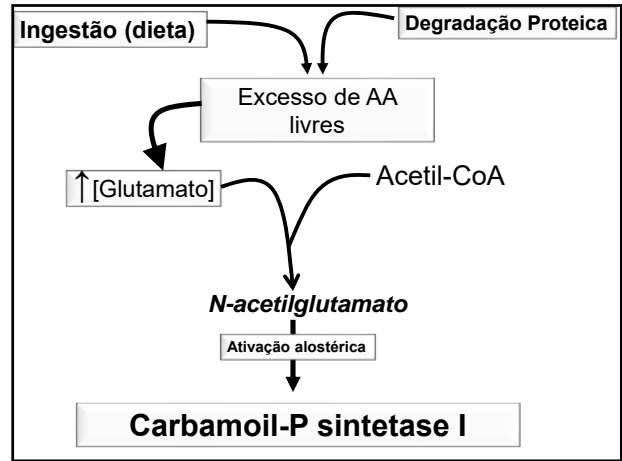 Ingestão (dieta)
Degradação Proteica
Excesso de AA
livres
↑[Glutamato]
Acetil-CoA
N-acetilglutamato
Ativação alostérica
Carbamoil-P sintetase I